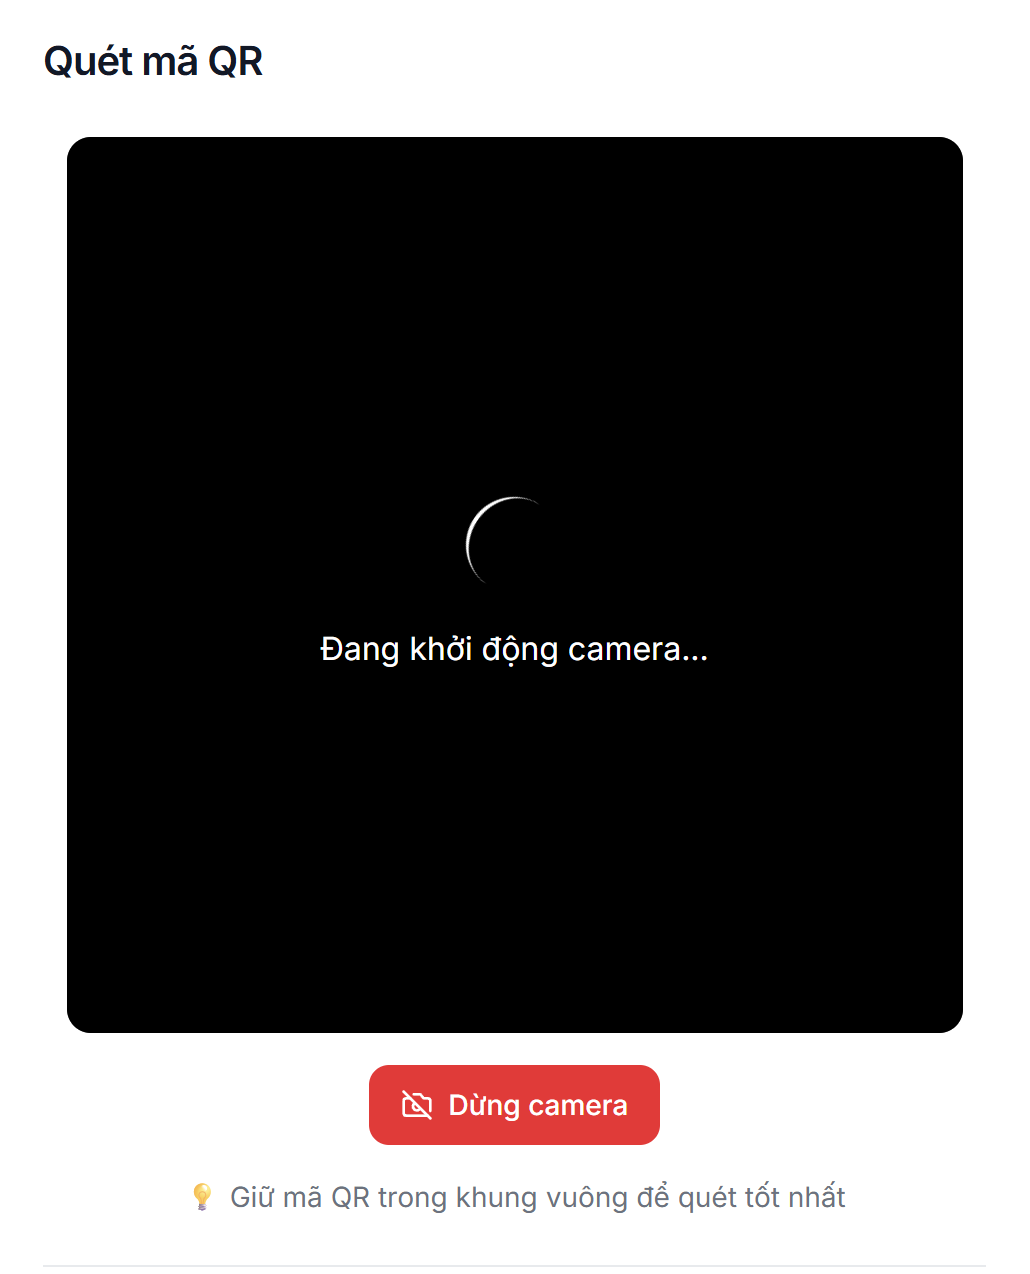 Quét mã QR
Đang khởi động camera...
Dừng camera
💡 Giữ mã QR trong khung vuông để quét tốt nhất